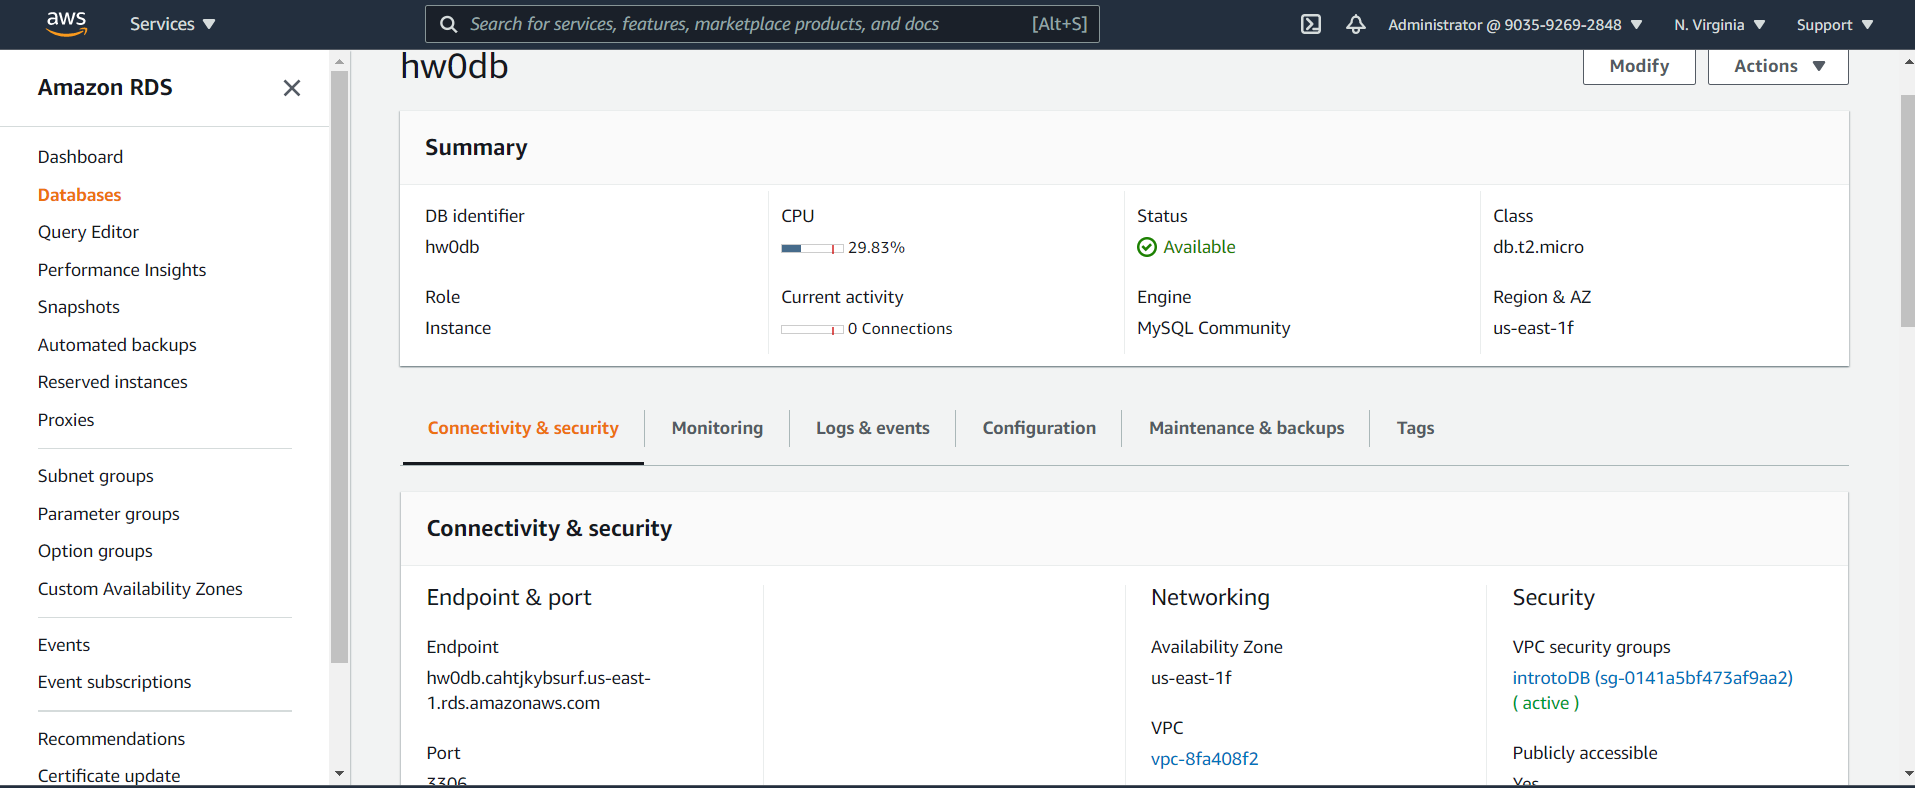 aws
Services
Search for services, features, marketplace products, and docs
[Alt+S]
Administrator @ 9035-9269-2848
N. Virginia
Support
Amazon RDS
Dashboard
Databases
Query Editor
Performance Insights
Snapshots
Automated backups
Reserved instances
Proxies
Subnet groups
Parameter groups
Option groups
Custom Availability Zones
Events
Event subscriptions
Recommendations
Certificate update
hw0db
Modify
Actions
Summary
DB identifier
hw0db
CPU
29.83%
Status
Available
Class
db.t2.micro
Role
Instance
Current activity
0 Connections
Engine
MySQL Community
Region & AZ
us-east-1f
Connectivity & security
Monitoring
Logs & events
Configuration
Maintenance & backups
Tags
Connectivity & security
Endpoint & port
Endpoint
hw0db.cahtjkybsurf.us-east-
1.rds.amazonaws.com
Port
3306
Networking
Availability Zone
us-east-1f
VPC
vpc-8fa408f2
Security
VPC security groups
introtoDB (sg-0141a5bf473af9aa2)
( active )
Publicly accessible
Yes